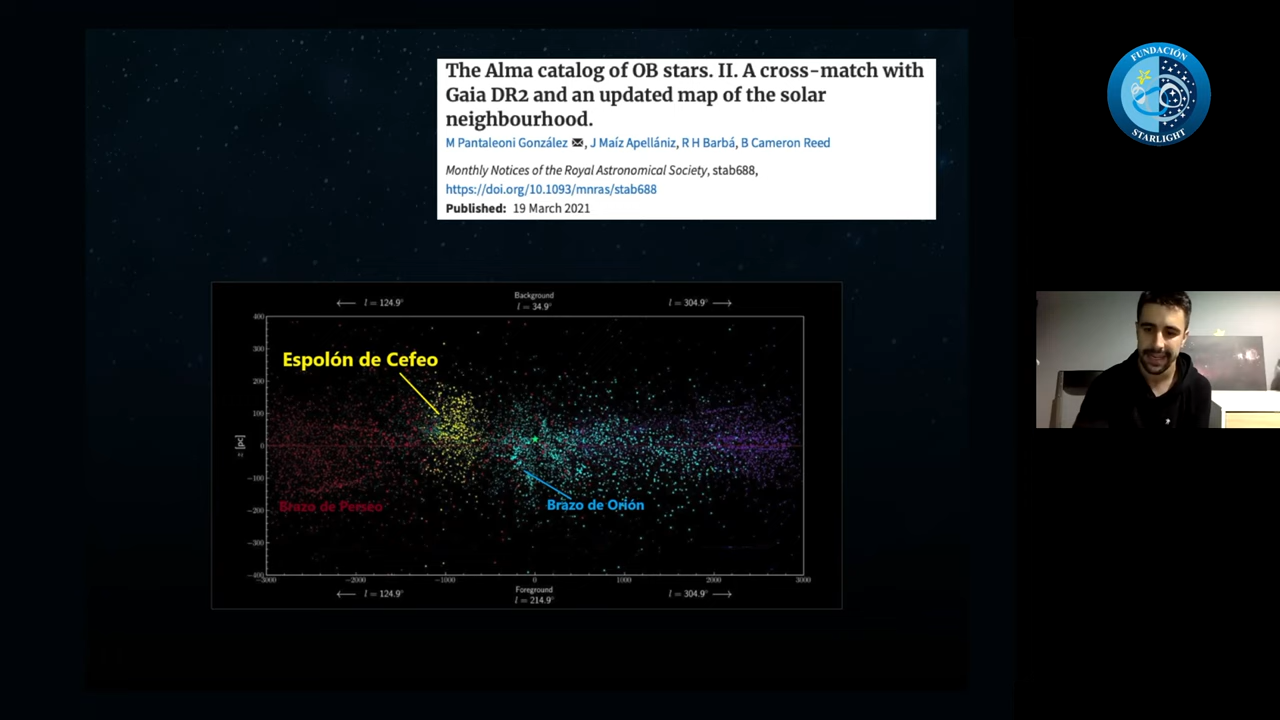 The Alma catalog of OB stars. II. A cross-match with
Gaia DR2 and an updated map of the solar
neighbourhood.
M Pantaleoni González ✉, J Maíz Apellániz, R H Barbá, B Cameron Reed
Monthly Notices of the Royal Astronomical Society, stab688,
https://doi.org/10.1093/mnras/stab688
Published: 19 March 2021
FUNDACIÓN
STARLIGHT
← l = 124.9°
Background
l = 34.9°
l = 304.9° →
400
300
200
100
0
−100
−200
−300
−400
z [pc]
Espolón de Cefeo
Brazo de Perseo
Brazo de Orión
−3000 −2000 −1000 0 1000 2000 3000
← l = 124.9°
Foreground
l = 214.9°
l = 304.9° →